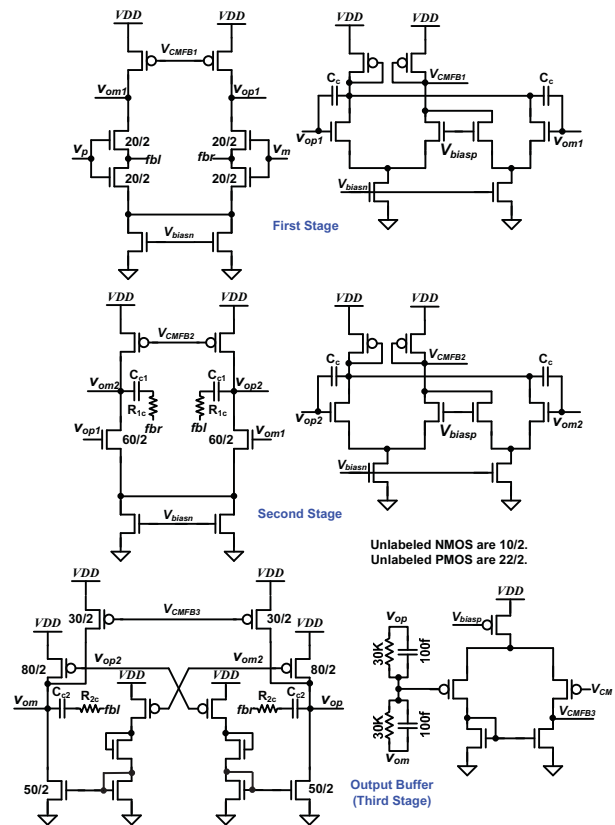 VDD
VDD
VDD
VCMFB1
VCMFB1
vom1
vop1
Cc
Cc
vp
20/2
20/2
vm
fbl
fbr
20/2
20/2
vop1
Vbiasp
vom1
Vbiasn
Vbiasn
First Stage
VDD
VDD
VDD
VCMFB2
VCMFB2
vom2
Cc1
Cc1
vop2
R1c
R1c
fbr
fbl
Cc
Cc
vop1
60/2
60/2
vom1
vop2
Vbiasp
vom2
Vbiasn
Vbiasn
Second Stage
Unlabeled NMOS are 10/2.
Unlabeled PMOS are 22/2.
VDD
VDD
VDD
30/2
VCMFB3
30/2
VDD
VDD
vop
Vbiasp
80/2
vop2
vom2
80/2
30K
100f
VDD
VDD
vom
Cc2
R2c
fbl
fbr
R2c
Cc2
vop
30K
100f
VCM
VCMFB3
vom
50/2
50/2
Output Buffer
(Third Stage)